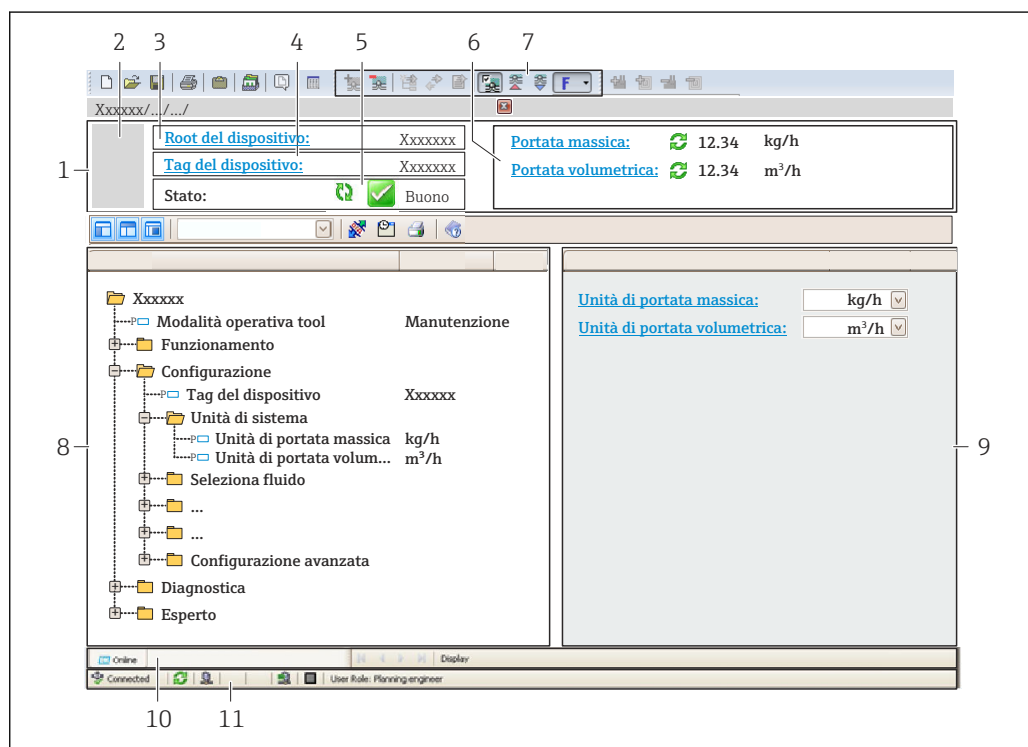 2 3 4 5 6 7
F
Xxxxxx/../../
1
Root del dispositivo: Xxxxxxx
Tag del dispositivo: Xxxxxxx
Stato: Buono
Portata massica: 12.34 kg/h
Portata volumetrica: 12.34 m³/h
Xxxxxx
P Modalità operativa tool Manutenzione
Funzionamento
Configurazione
P Tag del dispositivo Xxxxxx
Unità di sistema
P Unità di portata massica kg/h
P Unità di portata volum... m³/h
Seleziona fluido
...
...
Configurazione avanzata
Diagnostica
Esperto
8
Unità di portata massica: kg/h
Unità di portata volumetrica: m³/h
9
Online Display
Connected User Role: Planning engineer
10 11